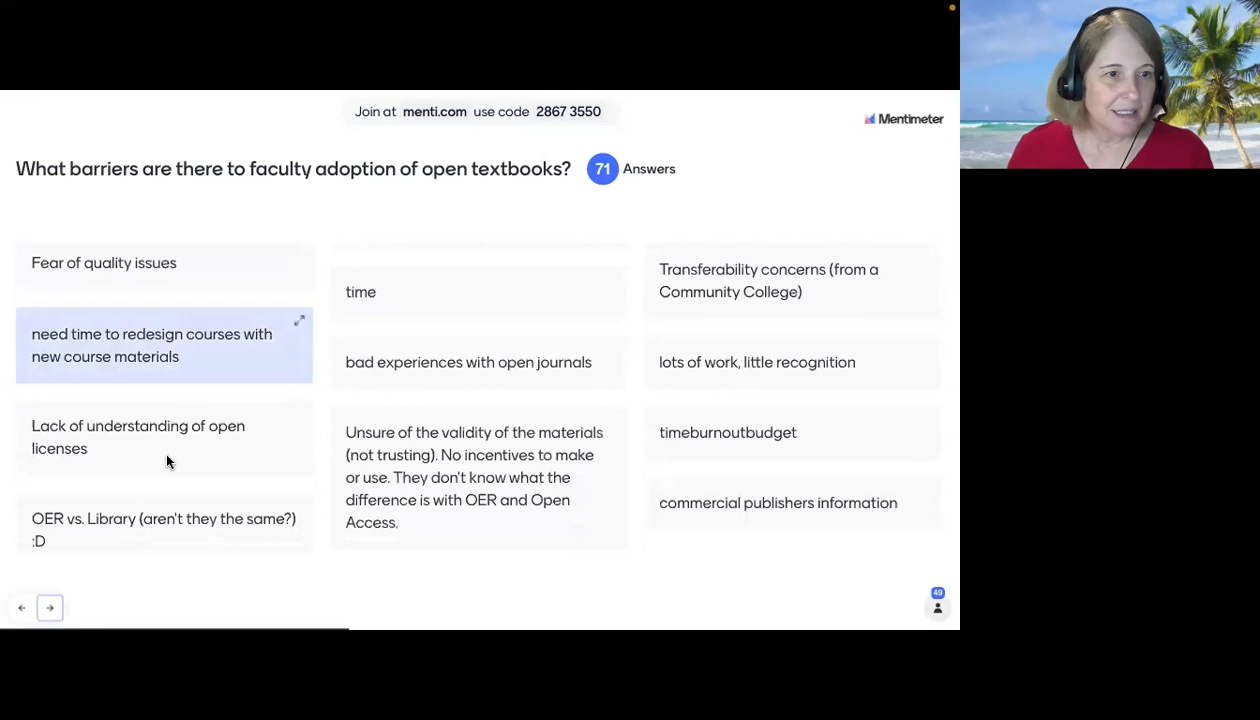 Join at menti.com use code 2867 3550
Mentimeter
What barriers are there to faculty adoption of open textbooks? 71 Answers
Fear of quality issues
need time to redesign courses with
new course materials
Lack of understanding of open
licenses
OER vs. Library (aren't they the same?)
:D
time
bad experiences with open journals
Unsure of the validity of the materials
(not trusting). No incentives to make
or use. They don't know what the
difference is with OER and Open
Access.
Transferability concerns (from a
Community College)
lots of work, little recognition
timeburnoutbudget
commercial publishers information
49